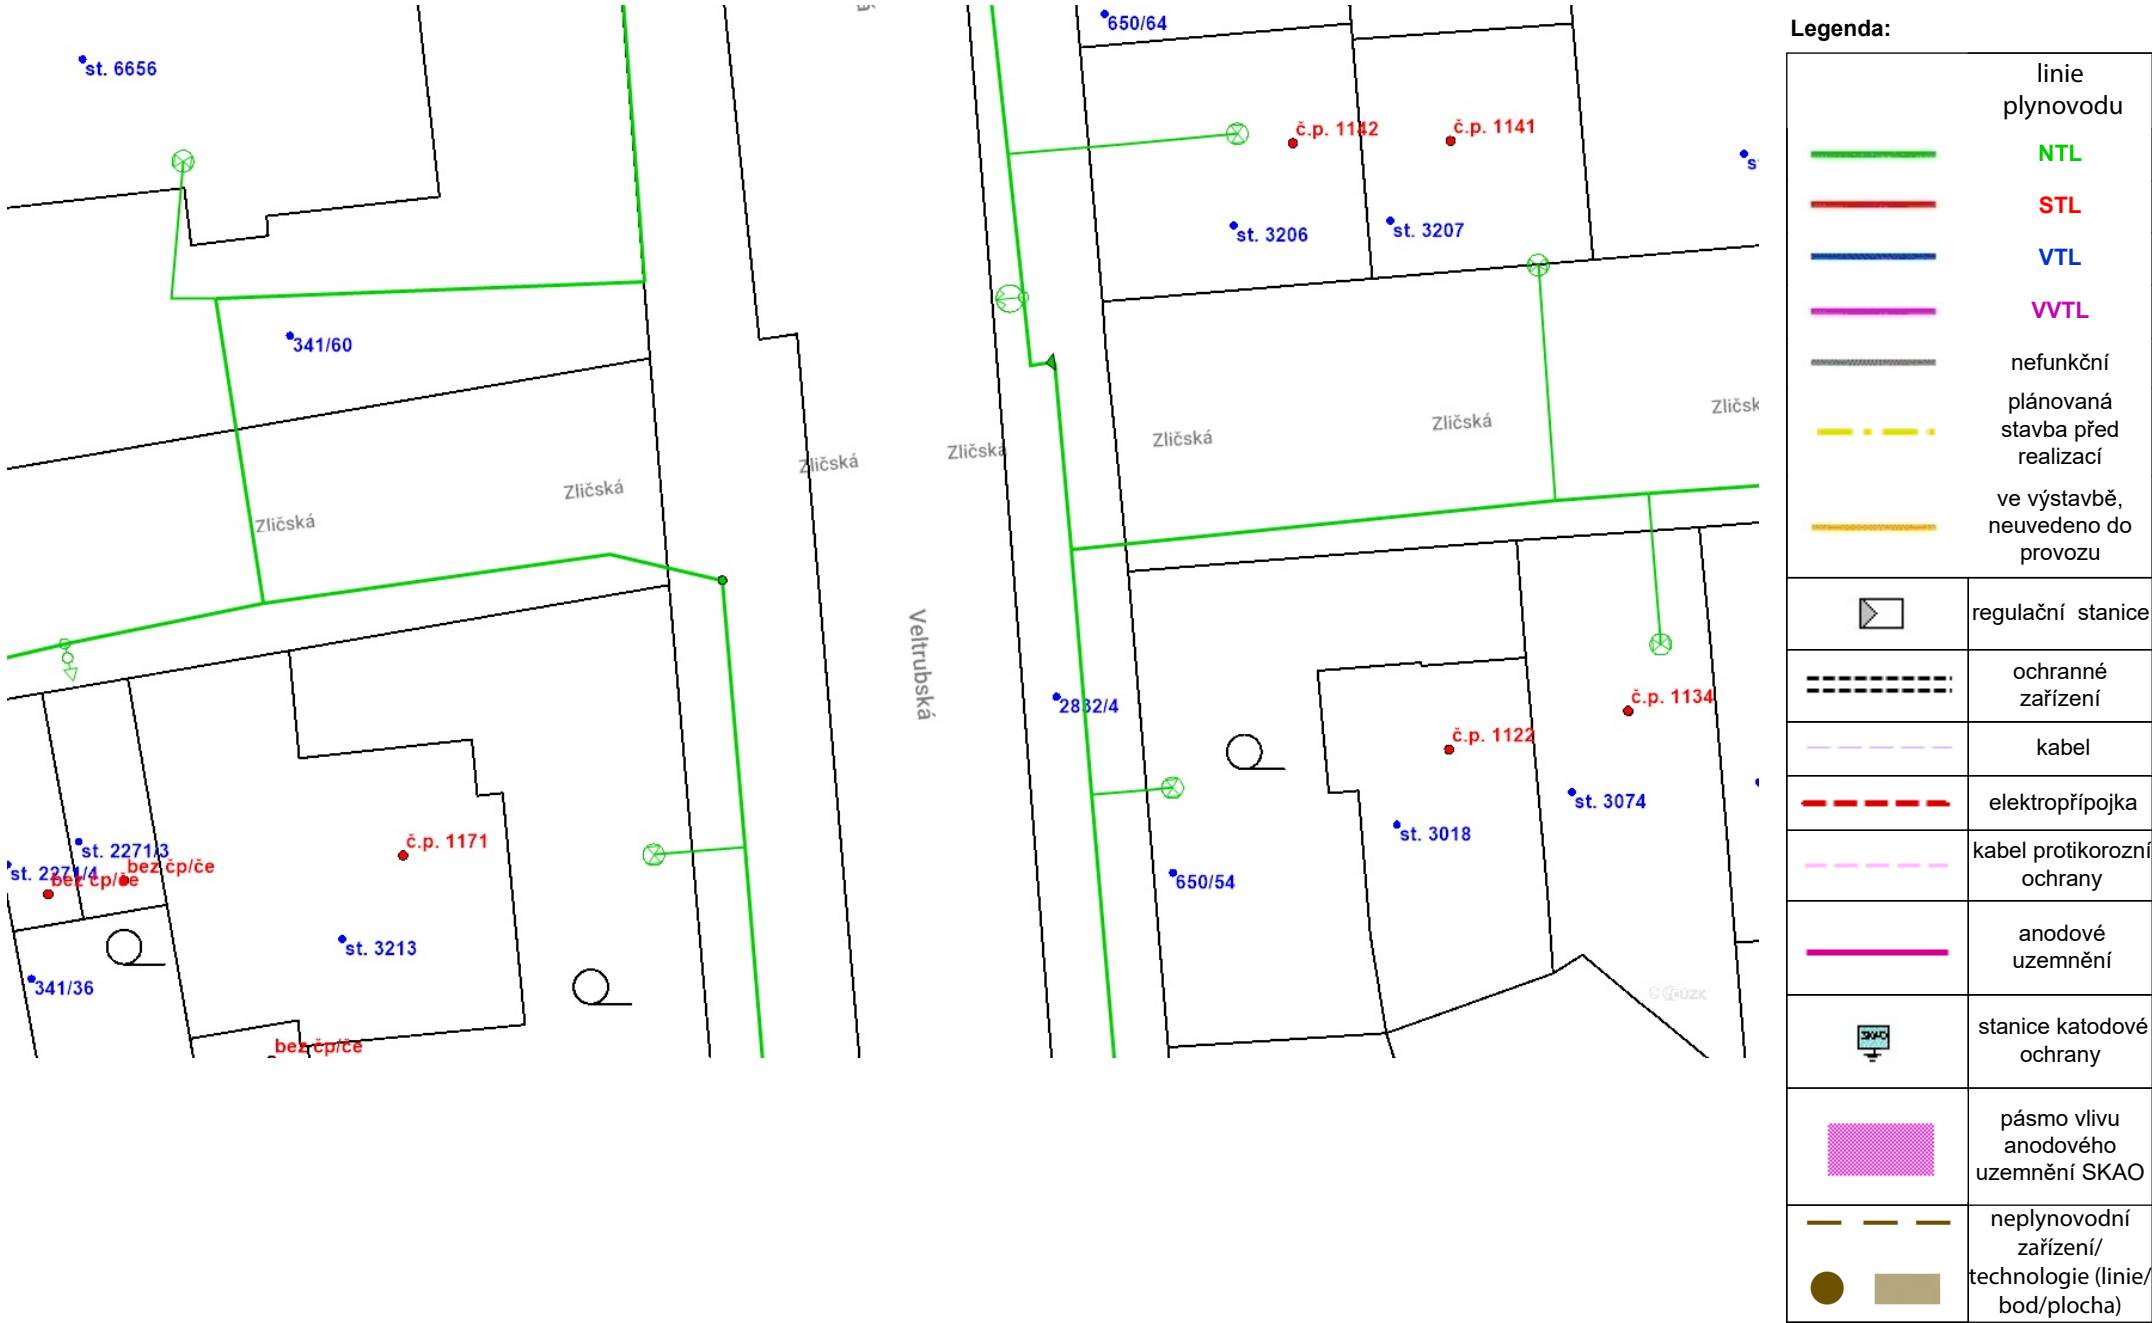 650/64
st. 6656
č.p. 1142
č.p. 1141
st. 3206
st. 3207
341/60
Zličská
Zličská
Zličská
Zličská
Zličská
Zličská
Veltrubská
2832/4
č.p. 1134
č.p. 1122
st. 3074
st. 3018
č.p. 1171
st. 2271/3
bez čp/če
st. 2271/4
bez čp/če
650/54
st. 3213
341/36
bez čp/če
Legenda:
linie
plynovodu
NTL
STL
VTL
VVTL
nefunkční
plánovaná
stavba před
realizací
ve výstavbě,
neuvedeno do
provozu
regulační stanice
ochranné
zařízení
kabel
elektropřípojka
kabel protikorozní
ochrany
anodové
uzemnění
SKAO
stanice katodové
ochrany
pásmo vlivu
anodového
uzemnění SKAO
neplynovodní
zařízení/
technologie (linie/
bod/plocha)